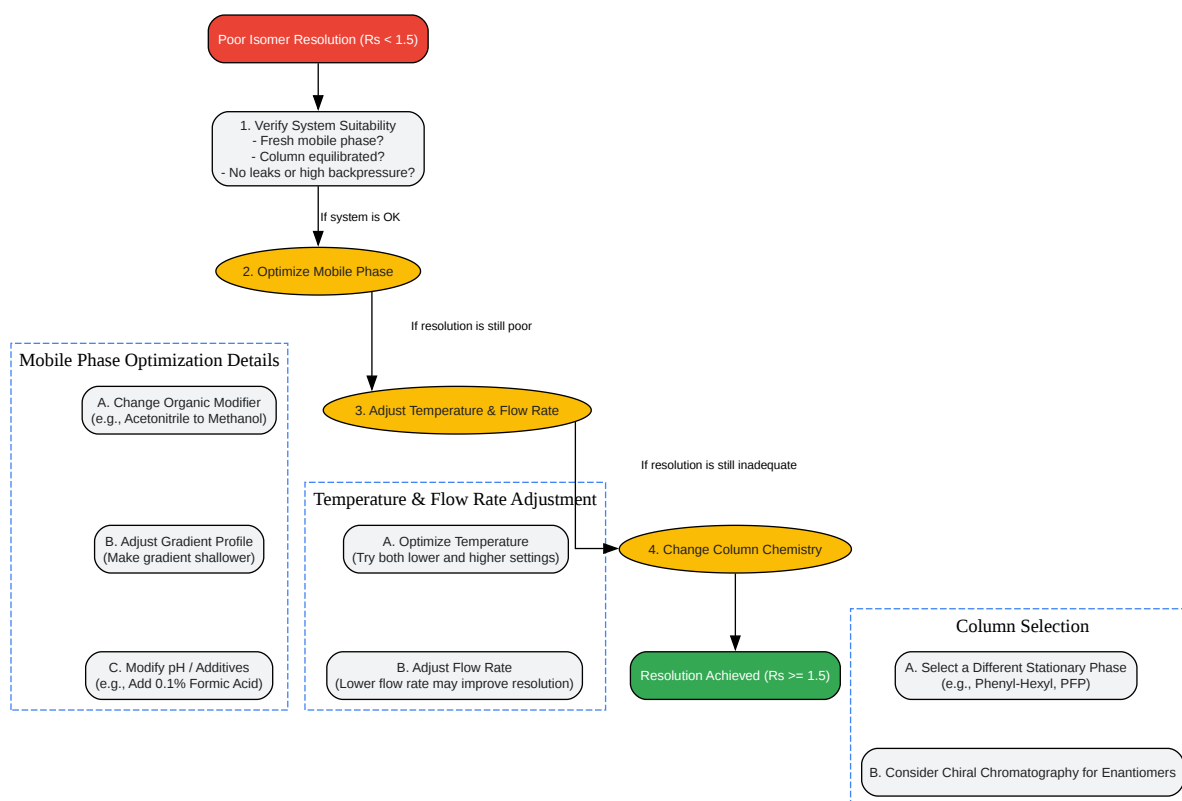 Poor Isomer Resolution (Rs < 1.5)
1. Verify System Suitability
- Fresh mobile phase?
- Column equilibrated?
- No leaks or high backpressure?
If system is OK
2. Optimize Mobile Phase
If resolution is still poor
Mobile Phase Optimization Details
A. Change Organic Modifier
(e.g., Acetonitrile to Methanol)
3. Adjust Temperature & Flow Rate
If resolution is still inadequate
Temperature & Flow Rate Adjustment
B. Adjust Gradient Profile
(Make gradient shallower)
A. Optimize Temperature
(Try both lower and higher settings)
4. Change Column Chemistry
Column Selection
C. Modify pH / Additives
(e.g., Add 0.1% Formic Acid)
B. Adjust Flow Rate
(Lower flow rate may improve resolution)
Resolution Achieved (Rs >= 1.5)
A. Select a Different Stationary Phase
(e.g., Phenyl-Hexyl, PFP)
B. Consider Chiral Chromatography for Enantiomers